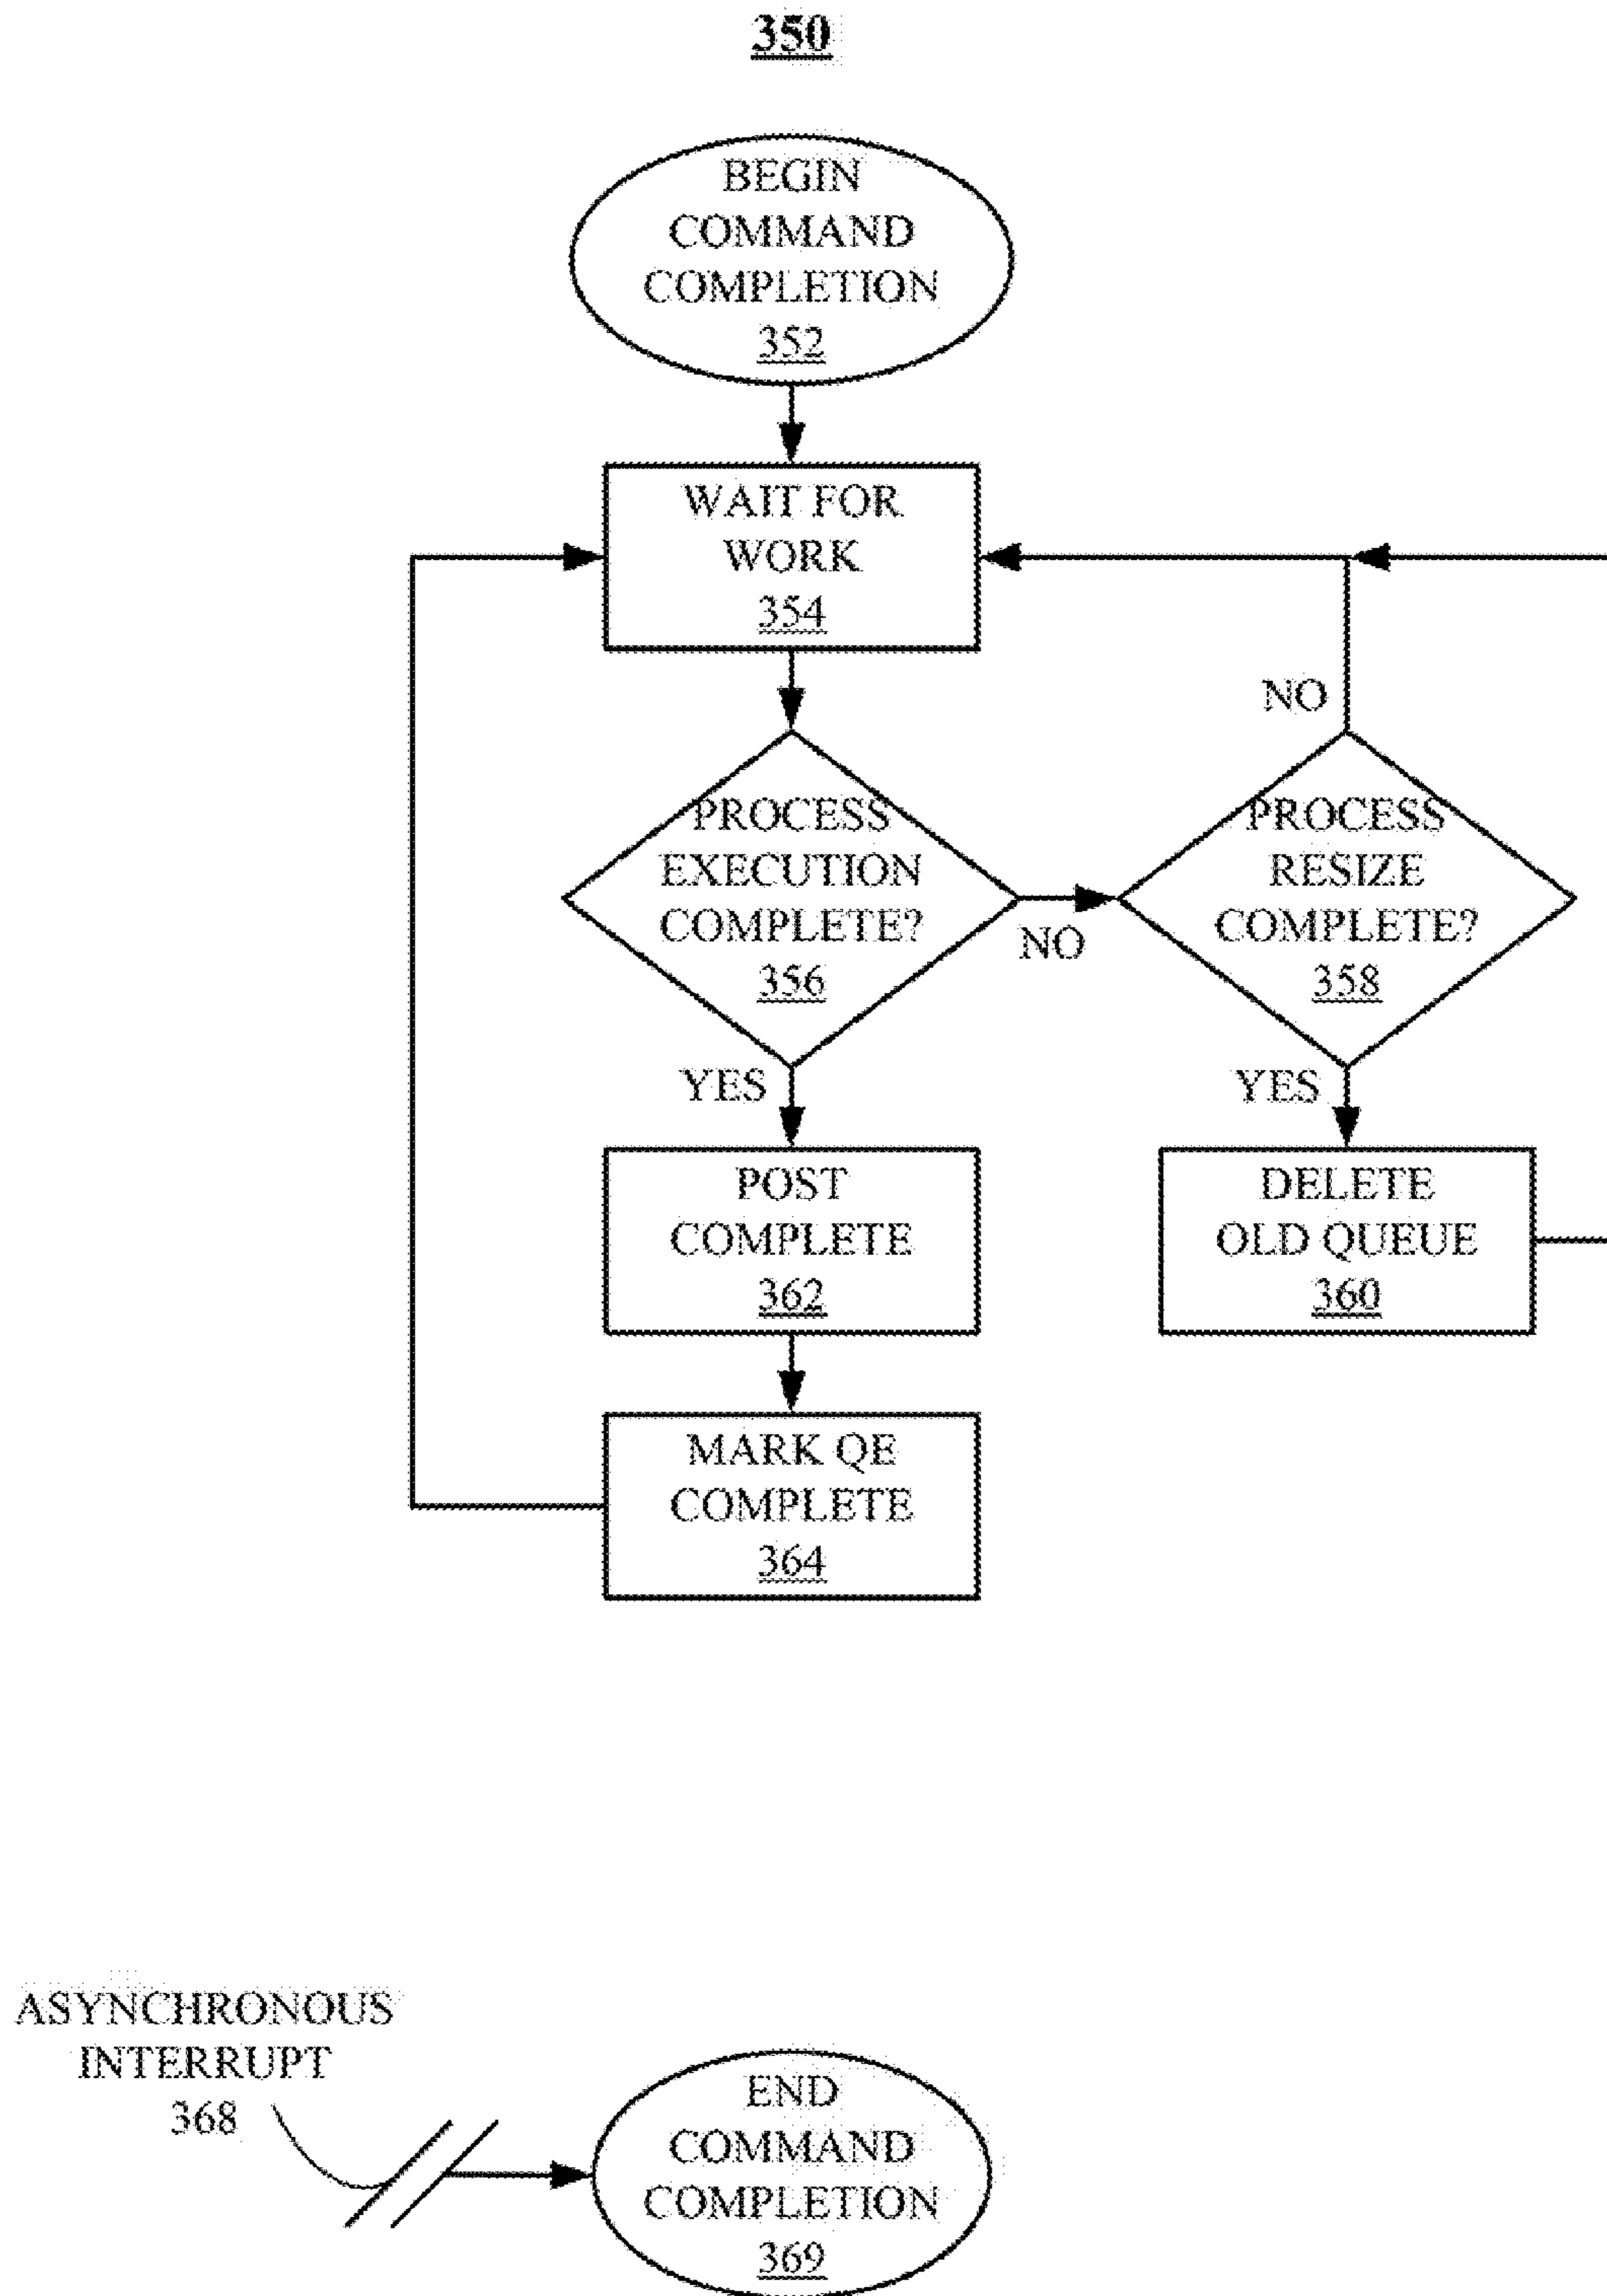 350
BEGIN
COMMAND
COMPLETION
352
WAIT FOR
WORK
354
NO
PROCESS
EXECUTION
COMPLETE?
356
NO
PROCESS
RESIZE
COMPLETE?
358
YES
YES
POST
COMPLETE
362
DELETE
OLD QUEUE
360
MARK QE
COMPLETE
364
ASYNCHRONOUS
INTERRUPT
368
END
COMMAND
COMPLETION
369